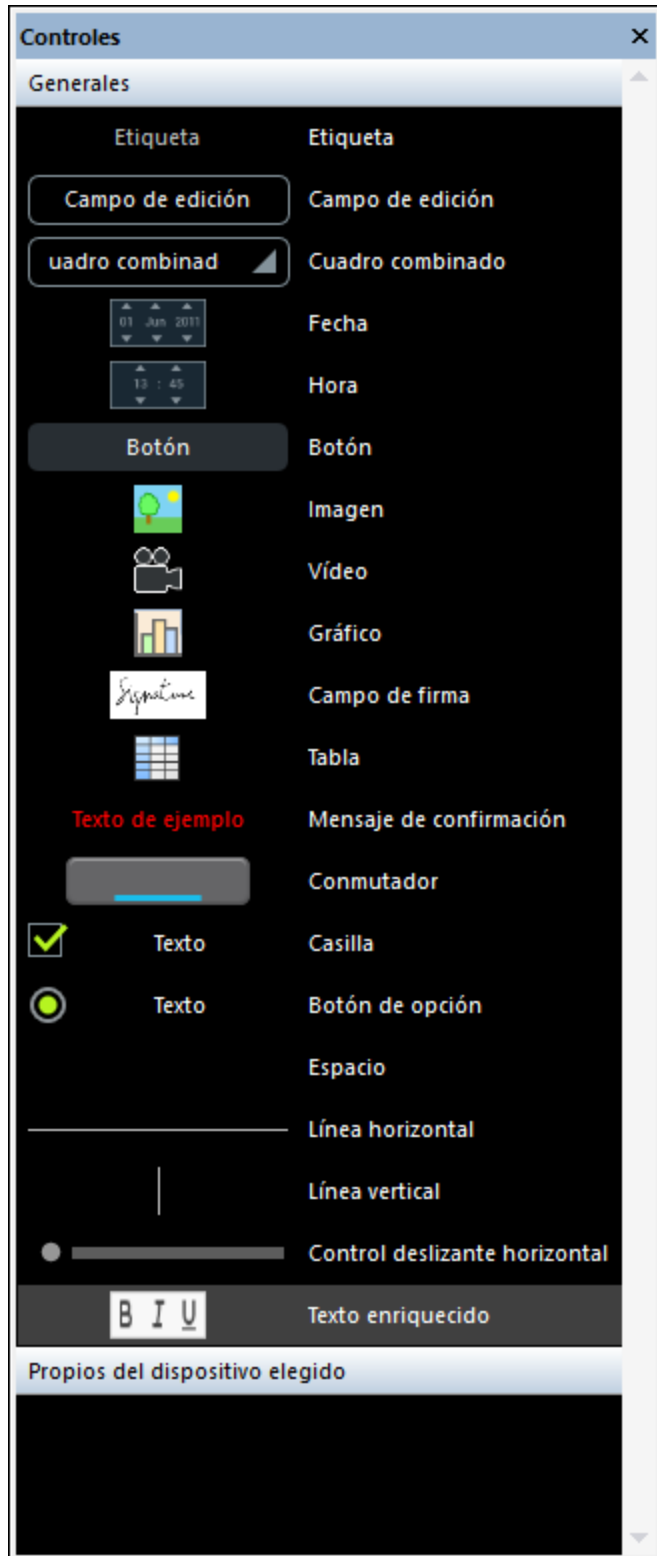 Controles
Generales
Etiqueta Etiqueta
Campo de edición Campo de edición
uadro combinad Cuadro combinado
01 Jun 2011 Fecha
13 : 45 Hora
Botón Botón
Imagen
Vídeo
Gráfico
Signature Campo de firma
Tabla
Texto de ejemplo Mensaje de confirmación
Conmutador
Texto Casilla
Texto Botón de opción
Espacio
Línea horizontal
Línea vertical
Control deslizante horizontal
B I U Texto enriquecido
Propios del dispositivo elegido